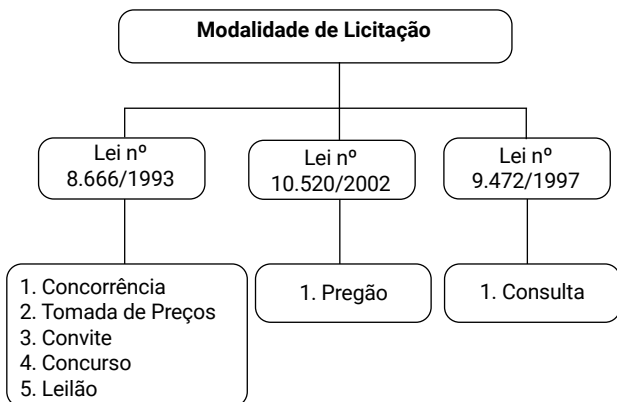 Modalidade de Licitação
Lei nº
8.666/1993
Lei nº
10.520/2002
Lei nº
9.472/1997
1. Concorrência
2. Tomada de Preços
3. Convite
4. Concurso
5. Leilão
1. Pregão
1. Consulta